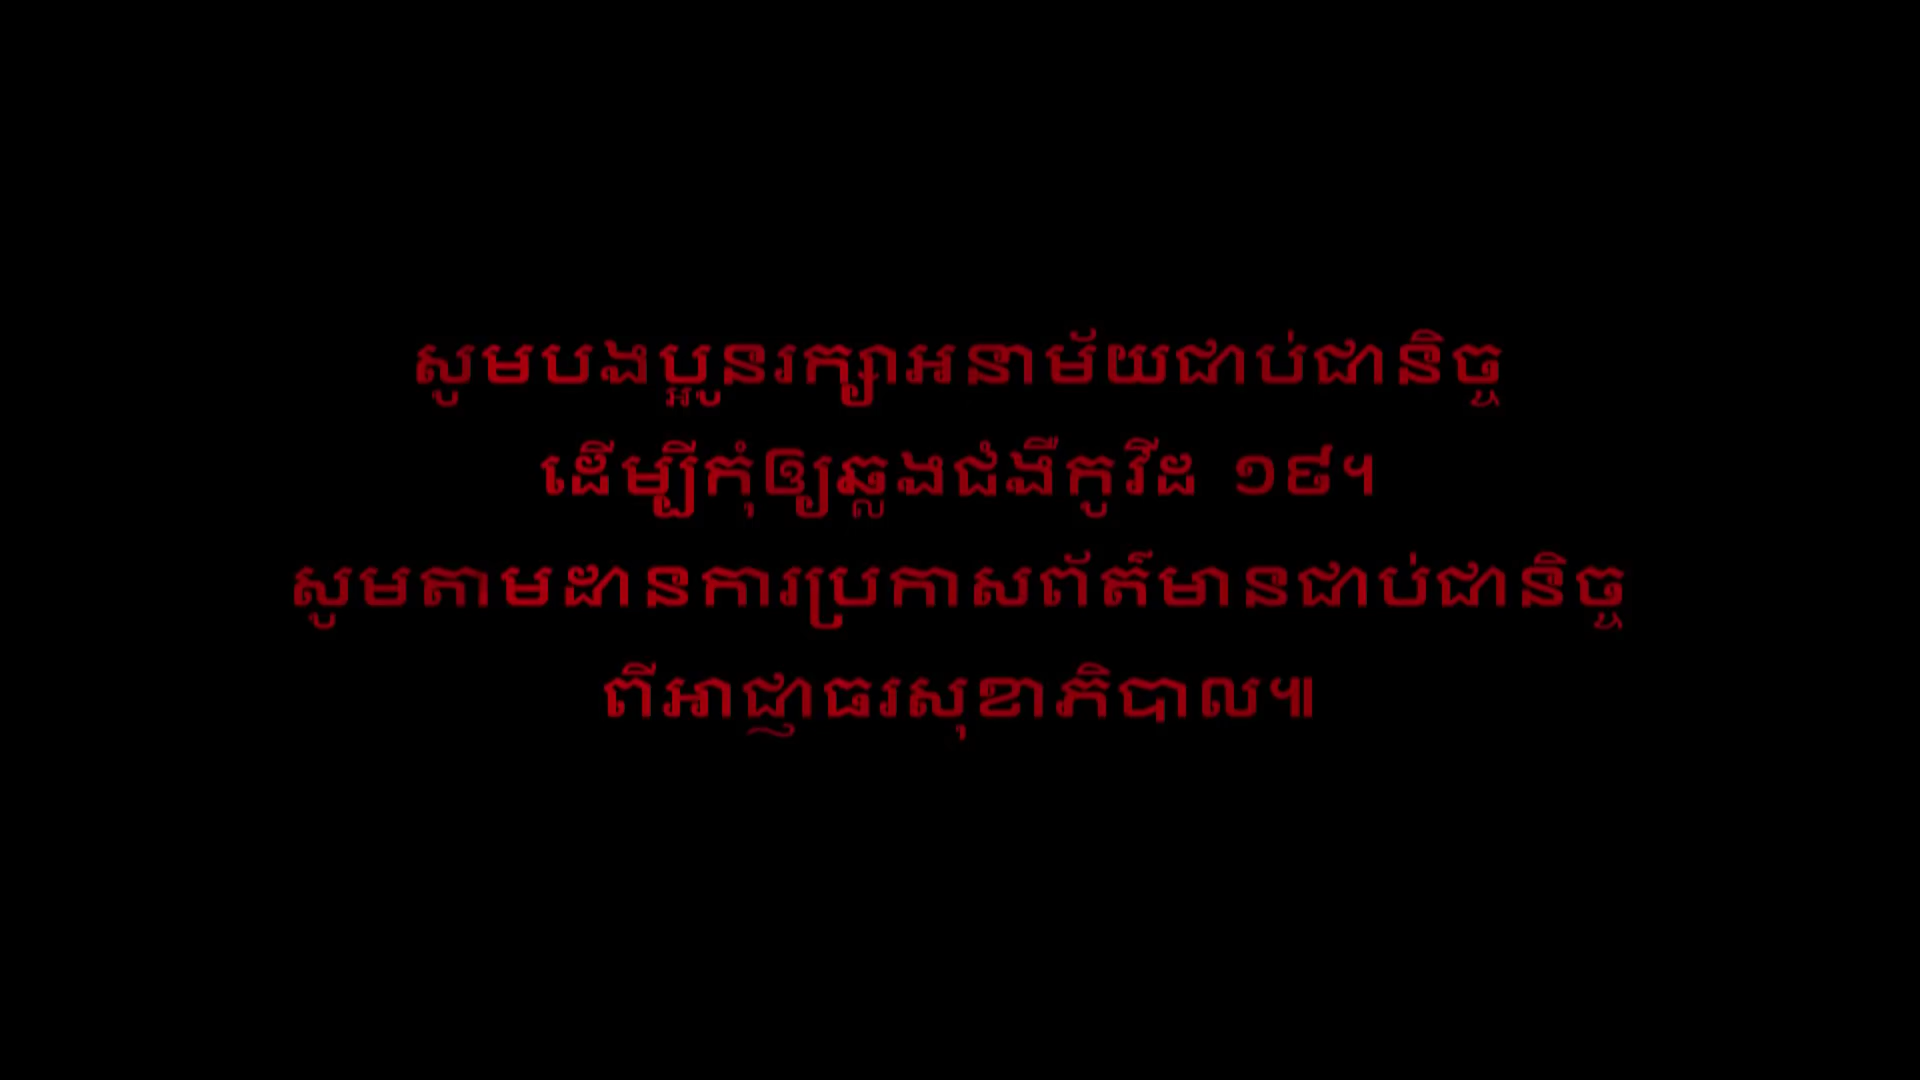 សូមបងប្អូនរក្សាអនាម័យជាប់ជានិច្ច
ដើម្បីកុំឲ្យឆ្លងជំងឺកូវីដ ១៩។
សូមតាមដានការប្រកាសព័ត៌មានជាប់ជានិច្ច
ពីអាជ្ញាធរសុខាភិបាល៕